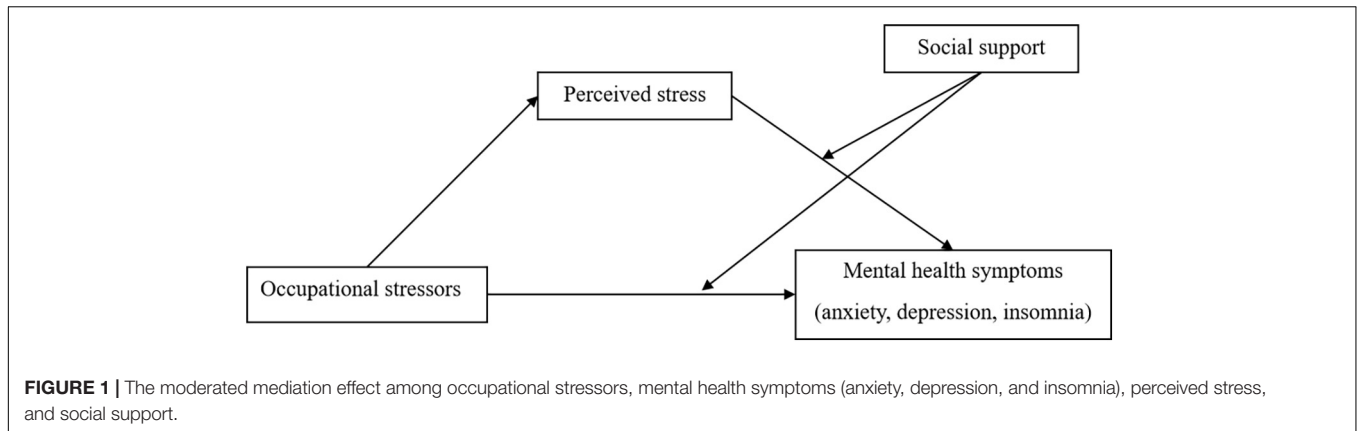 Social support
Perceived stress
Occupational stressors
Mental health symptoms
(anxiety, depression, insomnia)
FIGURE 1 | The moderated mediation effect among occupational stressors, mental health symptoms (anxiety, depression, and insomnia), perceived stress,
and social support.